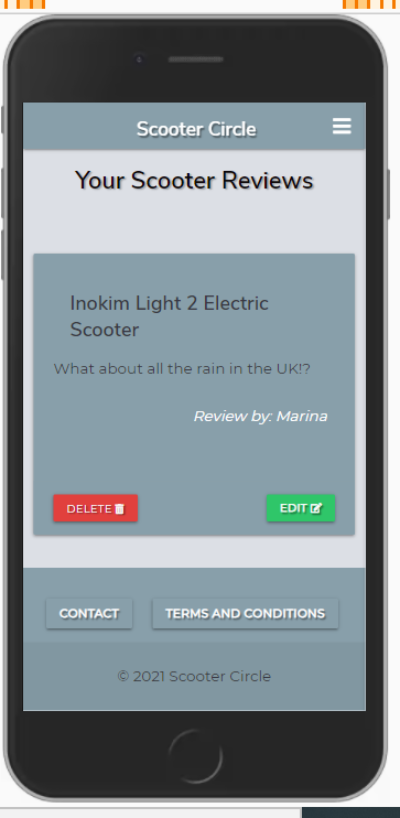 Scooter Circle
Your Scooter Reviews
Inokim Light 2 Electric
Scooter
What about all the rain in the UK!?
Review by: Marina
DELETE
EDIT
CONTACT
TERMS AND CONDITIONS
© 2021 Scooter Circle